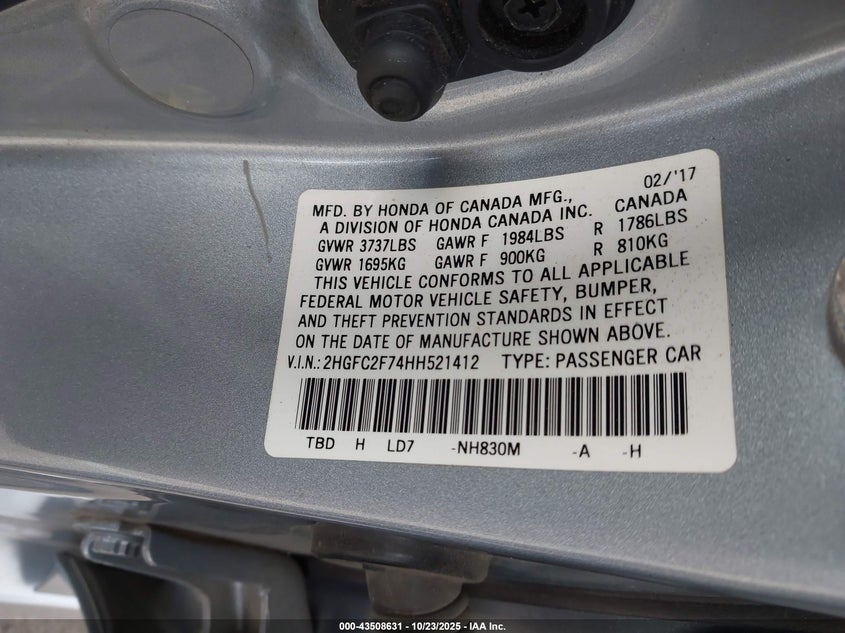 02/'17
MFD. BY HONDA OF CANADA MFG., CANADA
A DIVISION OF HONDA CANADA INC.
GVWR 3737LBS GAWR F 1984LBS R 1786LBS
GVWR 1695KG GAWR F 900KG R 810KG
THIS VEHICLE CONFORMS TO ALL APPLICABLE
FEDERAL MOTOR VEHICLE SAFETY, BUMPER,
AND THEFT PREVENTION STANDARDS IN EFFECT
ON THE DATE OF MANUFACTURE SHOWN ABOVE.
V.I.N.: 2HGFC2F74HH521412 TYPE: PASSENGER CAR
TBD H LD7 -NH830M -A -H
000-43508631 - 10/23/2025 - IAA Inc.